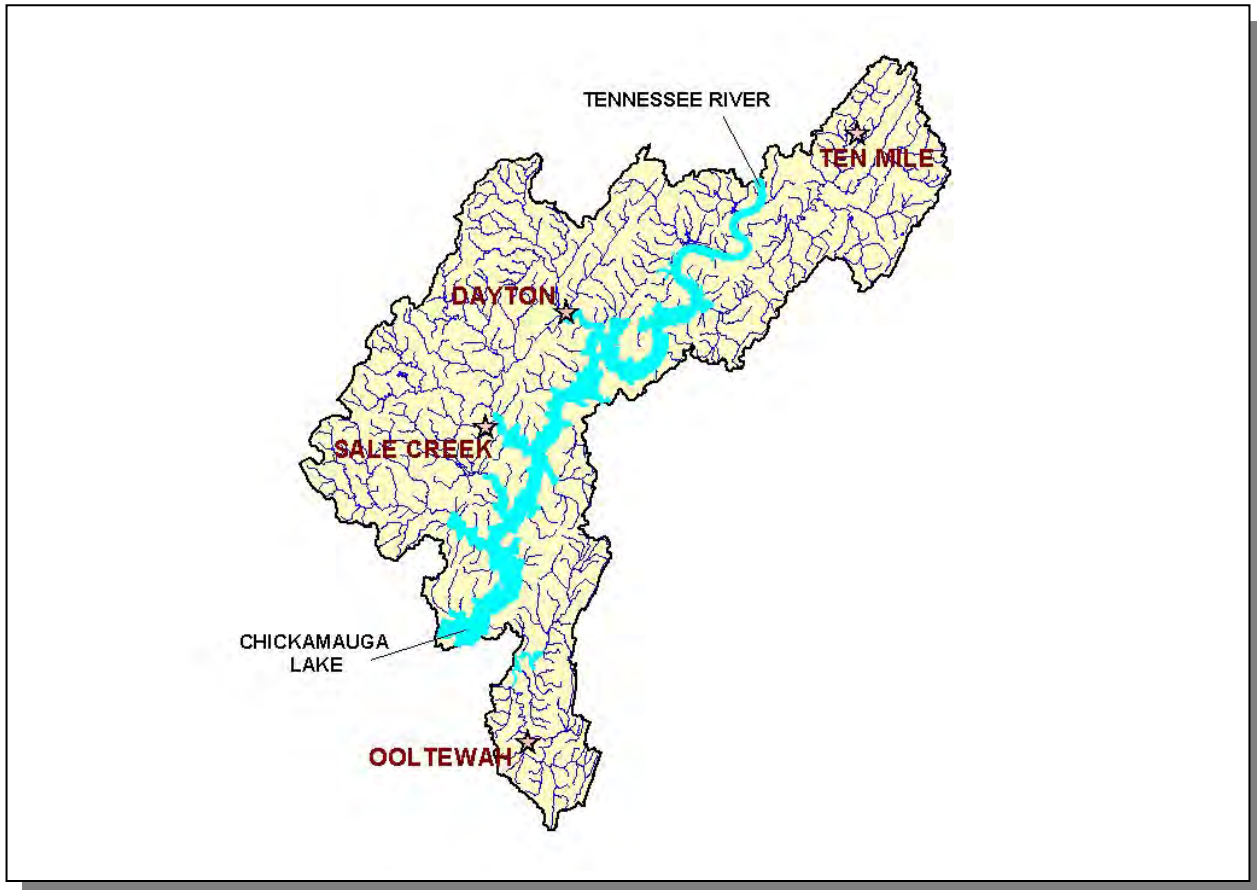 TENNESSEE RIVER
TEN MILE
DAYTON
SALE CREEK
CHICKAMAUGA
LAKE
OOLTEWAH